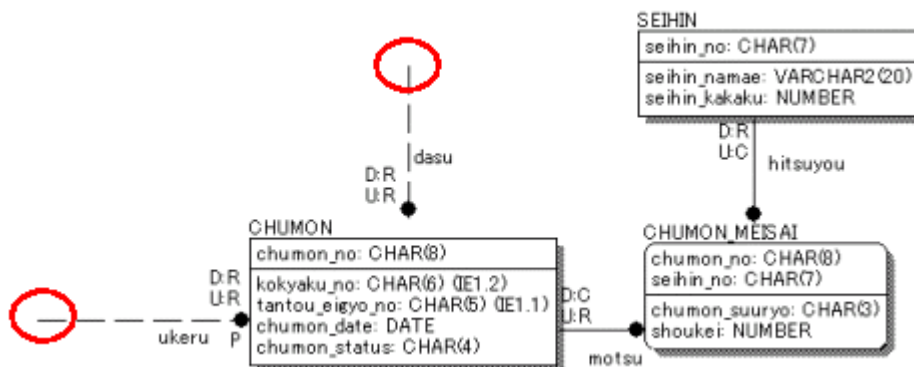 SEIHIN
seihin_no: CHAR(7)
seihin_namae: VARCHAR2(20)
seihin_kakaku: NUMBER
D:R
U:C
hitsuyou
dasu
D:R
U:R
CHUMON
chumon_no: CHAR(8)
kokyaku_no: CHAR(6) (IE1.2)
tantou_eigyo_no: CHAR(5) (IE1.1)
chumon_date: DATE
chumon_status: CHAR(4)
D:R
U:R
ukeru
P
D:C
U:R
motsu
CHUMON_MEISAI
chumon_no: CHAR(8)
seihin_no: CHAR(7)
chumon_suuryo: CHAR(3)
shoukei: NUMBER